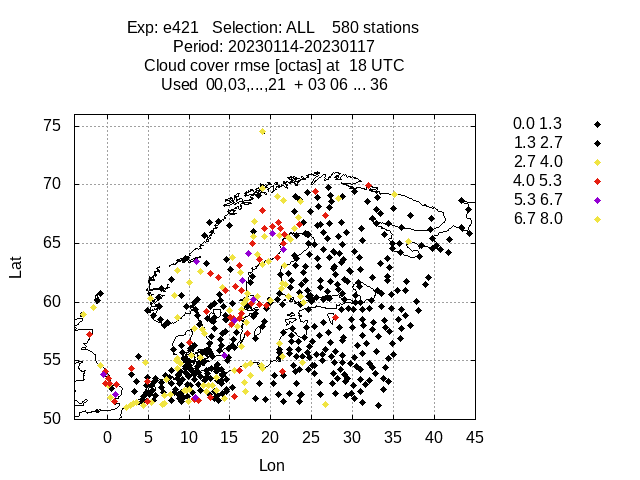 Exp: e421 Selection: ALL 580 stations
Period: 20230114-20230117
Cloud cover rmse [octas] at 18 UTC
Used 00,03,...,21 + 03 06 ... 36
75
70
65
60
55
50
Lat
0 5 10 15 20 25 30 35 40 45
Lon
0.0 1.3
1.3 2.7
2.7 4.0
4.0 5.3
5.3 6.7
6.7 8.0